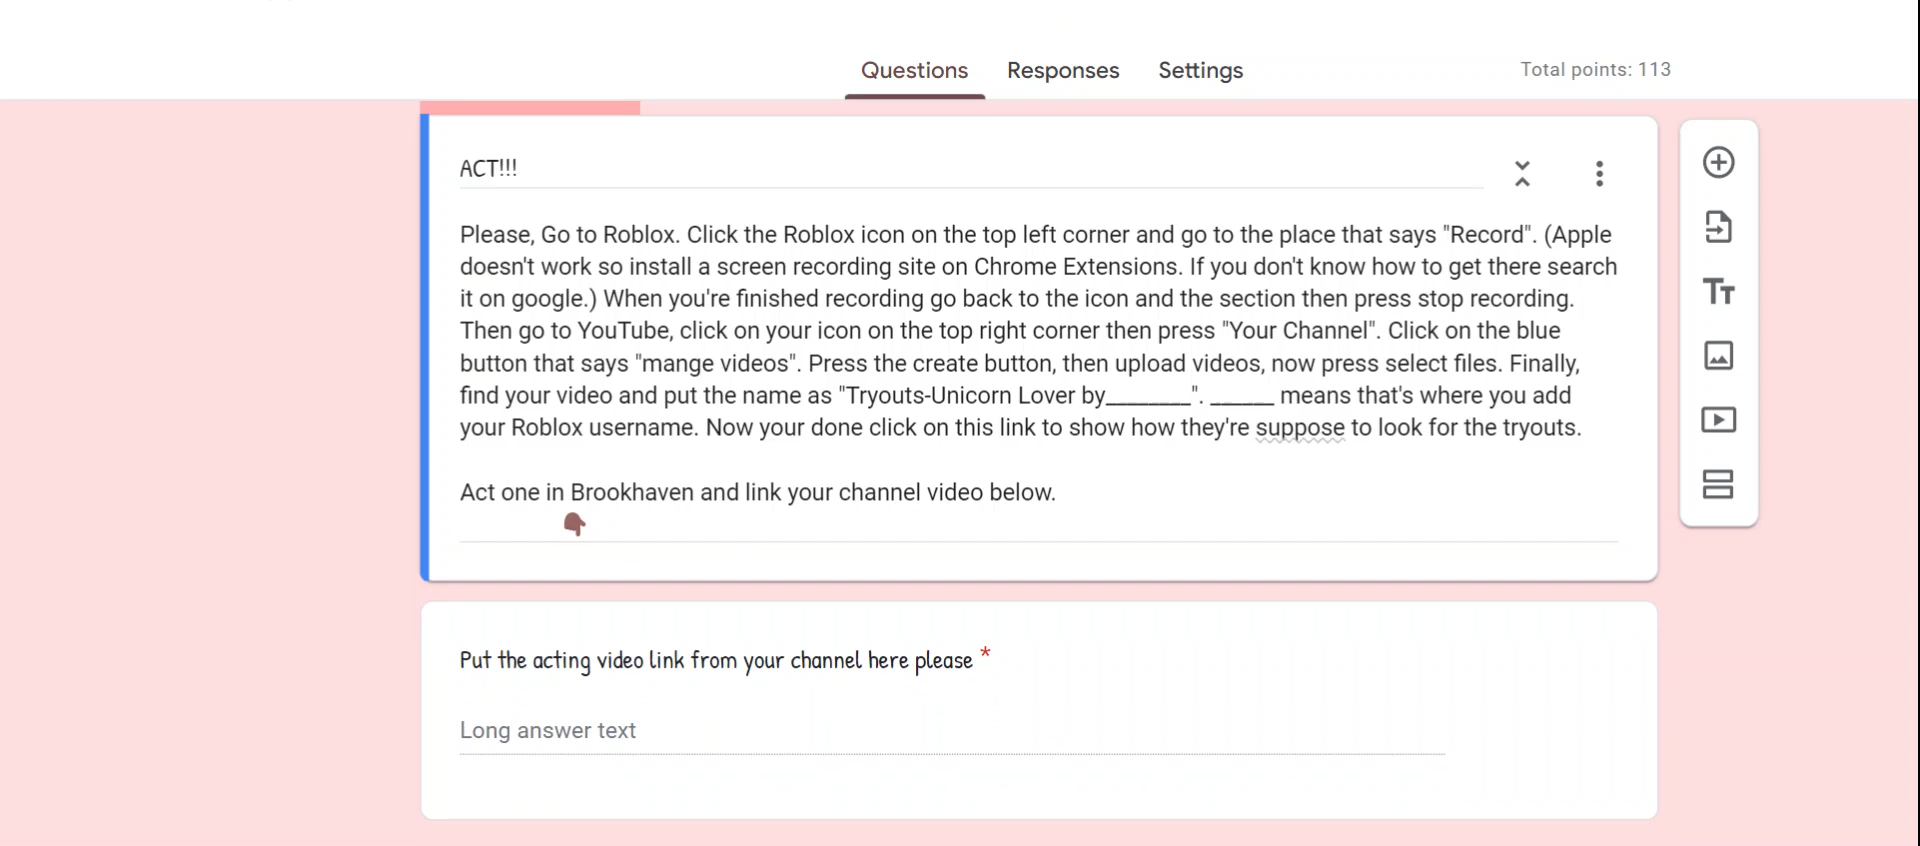 Questions Responses Settings Total points: 113
ACT!!!
Please, Go to Roblox. Click the Roblox icon on the top left corner and go to the place that says "Record". (Apple
doesn't work so install a screen recording site on Chrome Extensions. If you don't know how to get there search
it on google.) When you're finished recording go back to the icon and the section then press stop recording.
Then go to YouTube, click on your icon on the top right corner then press "Your Channel". Click on the blue
button that says "mange videos". Press the create button, then upload videos, now press select files. Finally,
find your video and put the name as "Tryouts-Unicorn Lover by________". ______ means that's where you add
your Roblox username. Now your done click on this link to show how they're suppose to look for the tryouts.
Act one in Brookhaven and link your channel video below.
Put the acting video link from your channel here please *
Long answer text